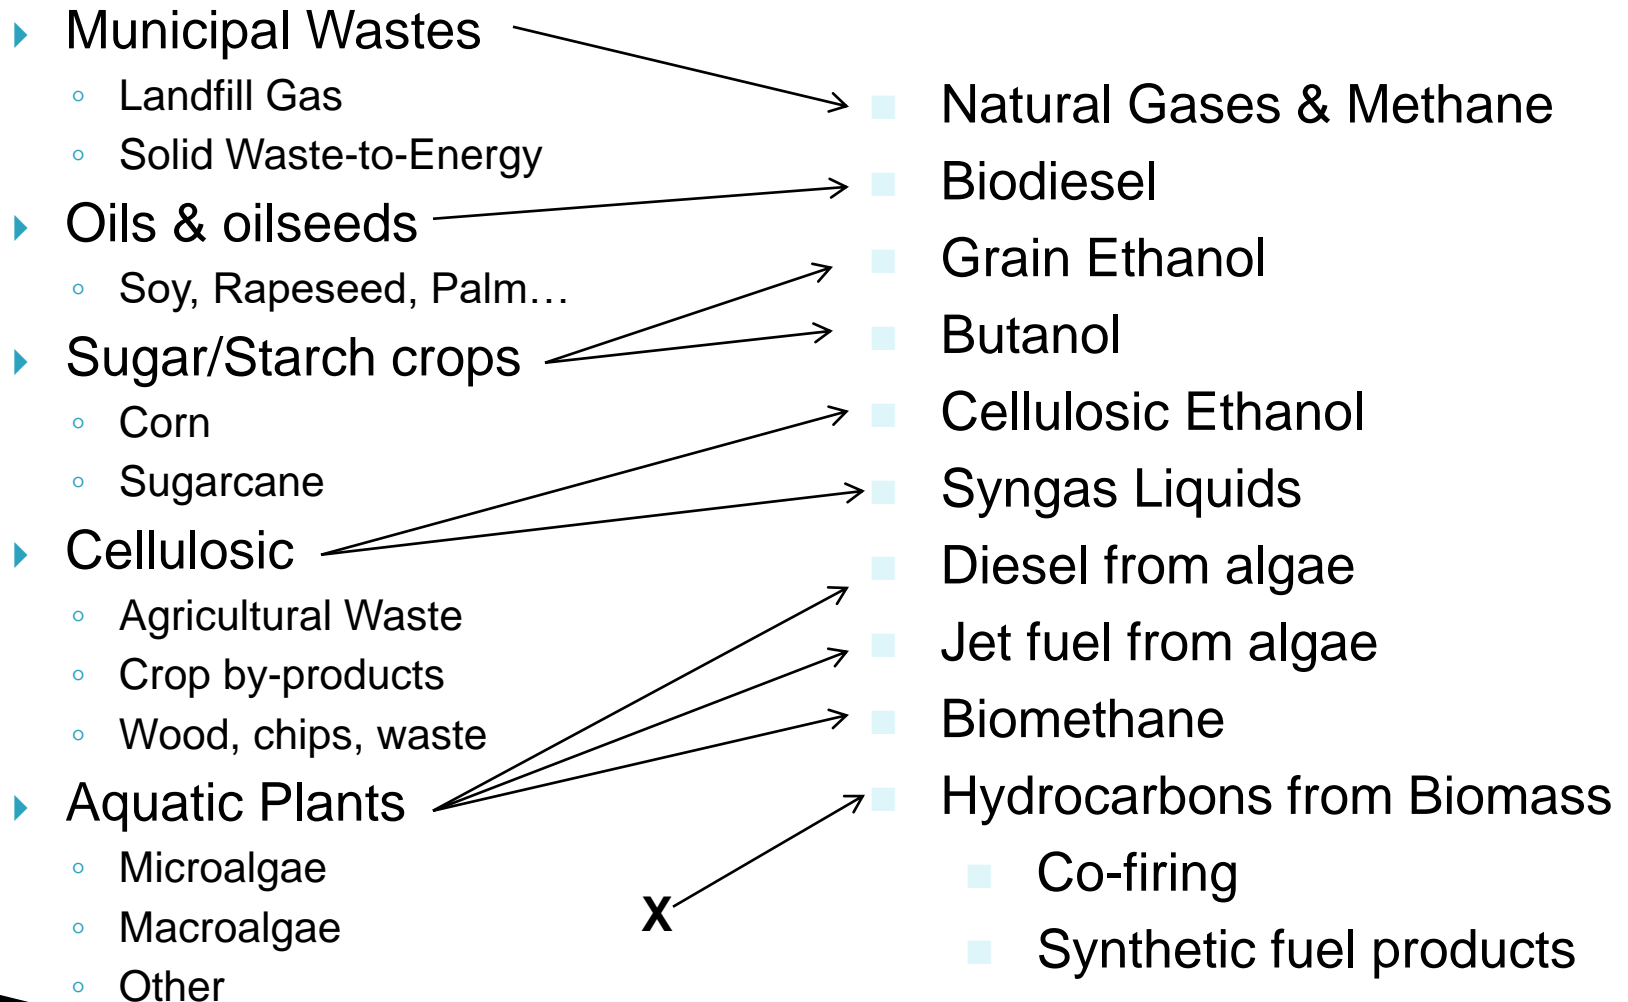 Municipal Wastes
Landfill Gas
Solid Waste-to-Energy
Oils & oilseeds
Soy, Rapeseed, Palm…
Sugar/Starch crops
Corn
Sugarcane
Cellulosic
Agricultural Waste
Crop by-products
Wood, chips, waste
Aquatic Plants
Microalgae
Macroalgae
Other
X
Natural Gases & Methane
Biodiesel
Grain Ethanol
Butanol
Cellulosic Ethanol
Syngas Liquids
Diesel from algae
Jet fuel from algae
Biomethane
Hydrocarbons from Biomass
Co-firing
Synthetic fuel products